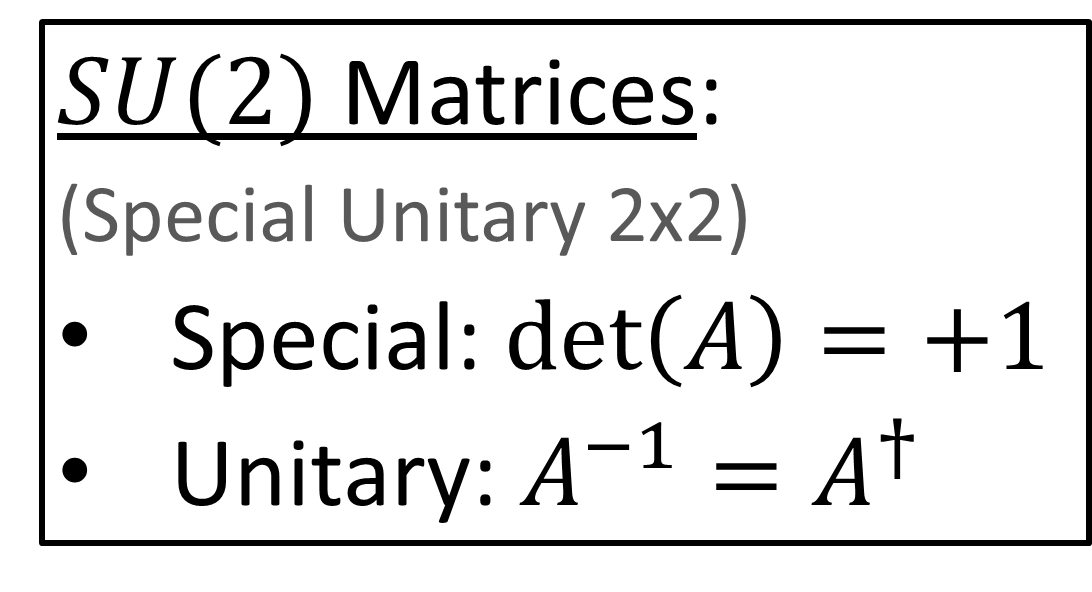 SU(2) Matrices:
(Special Unitary 2x2)
• Special: det(A) = +1
• Unitary: A⁻¹ = A†